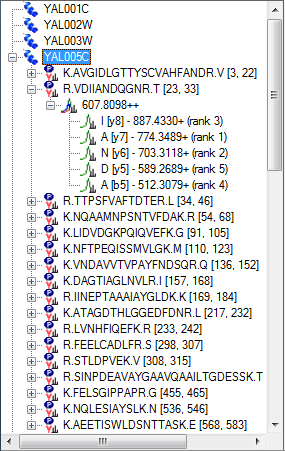 YAL001C
YAL002W
YAL003W
YAL005C
K.AVGIDLGTTYSCVAHFANDR.V [3, 22]
R.VDIIANDQGNR.T [23, 33]
607.8098++
I [y8] - 887.4330+ (rank 3)
A [y7] - 774.3489+ (rank 1)
N [y6] - 703.3118+ (rank 2)
D [y5] - 589.2689+ (rank 5)
A [b5] - 512.3079+ (rank 4)
R.TTPSFVAFTDTER.L [34, 46]
K.NQAAMNPSNTVFDAK.R [54, 68]
K.LIDVDGKPQIQVEFK.G [91, 105]
K.NFTPEQISSMVLGK.M [110, 123]
K.VNDAVVTVPAYFNDSQR.Q [136, 152]
K.DAGTIAGLNVLR.I [157, 168]
R.IINEPTAAAIAYGLDK.K [169, 184]
K.ATAGDTHLGGEDFDNR.L [217, 232]
R.LVNHFIQEFK.R [233, 242]
R.FEELCADLFR.S [298, 307]
R.STLDPVEK.V [308, 315]
R.SINPDEAVAYGAAVQAAILTGDESSK.T
K.FELSGIPPAPR.G [455, 465]
K.NQLESIAYSLK.N [536, 546]
K.AEETISWLDSNTTASK.E [568, 583]